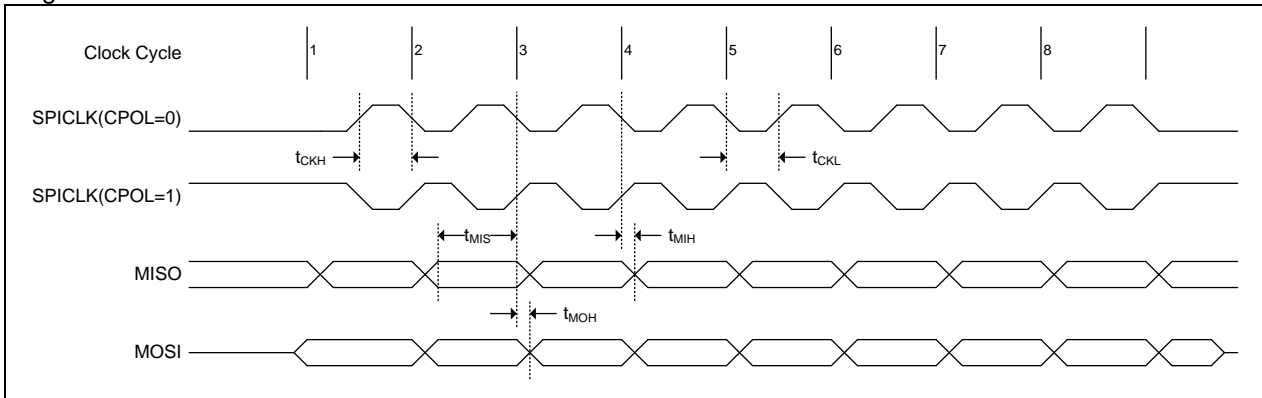 Clock Cycle 1 2 3 4 5 6 7 8
SPICLK(CPOL=0)
tCKH tCKL
SPICLK(CPOL=1)
tMIS tMIH
MISO
tMOH
MOSI